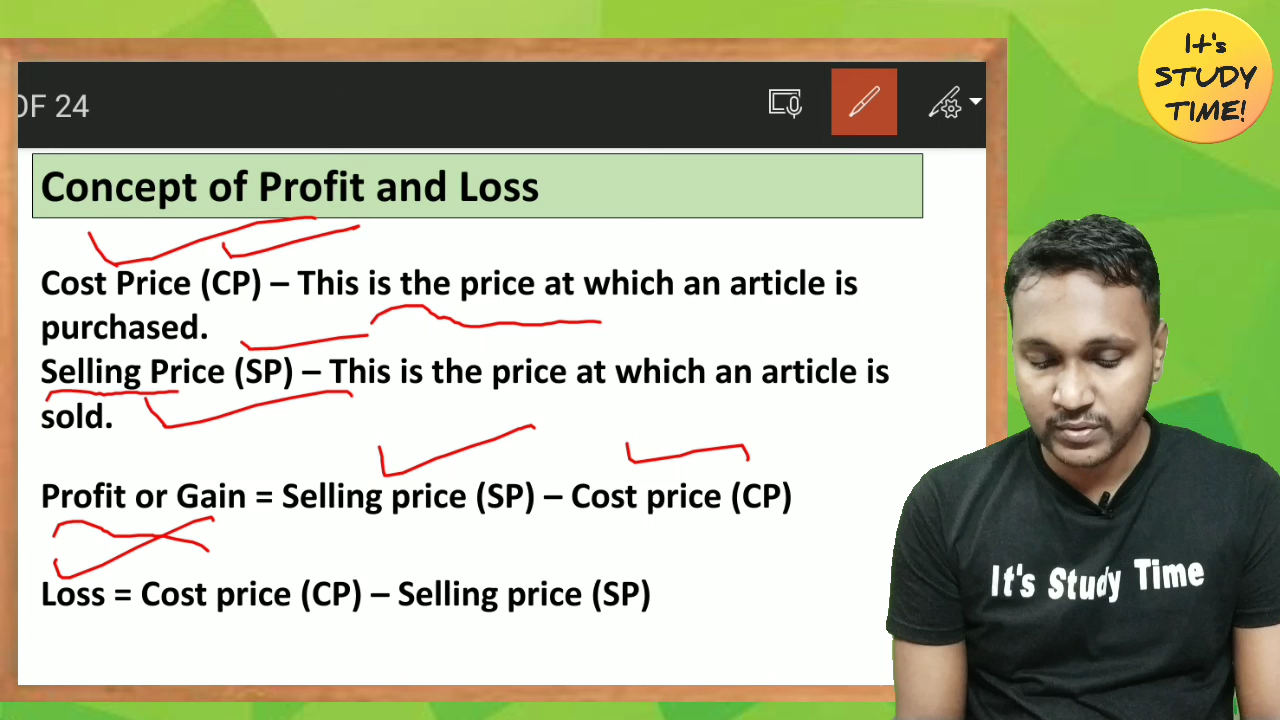 OF 24
It's
STUDY
TIME!
Concept of Profit and Loss
Cost Price (CP) – This is the price at which an article is
purchased.
Selling Price (SP) – This is the price at which an article is
sold.
Profit or Gain = Selling price (SP) – Cost price (CP)
Loss = Cost price (CP) – Selling price (SP)
It's Study Time